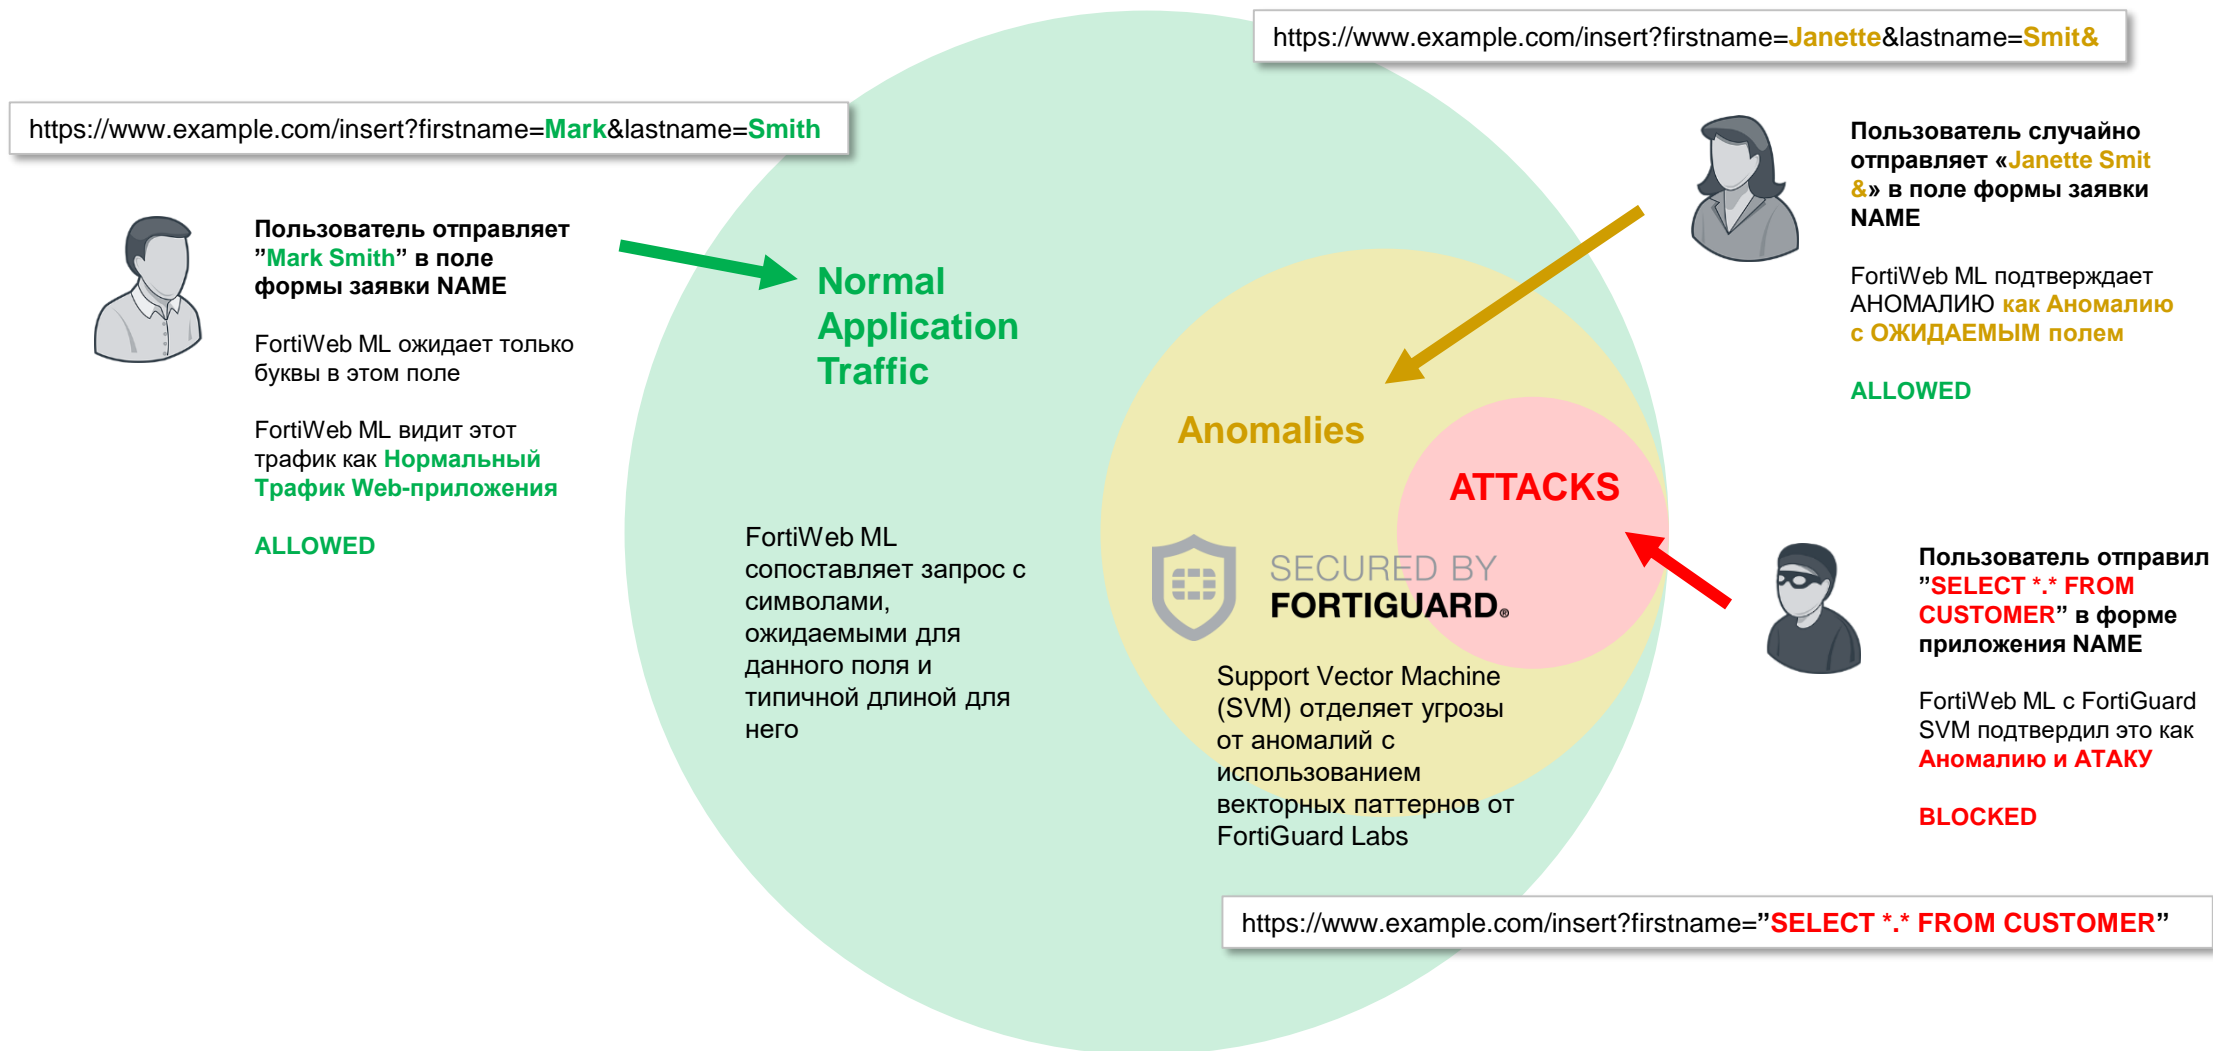 https://www.example.com/insert?firstname=Janette&lastname=Smit&
https://www.example.com/insert?firstname=Mark&lastname=Smith
Пользователь отправляет
”Mark Smith” в поле
формы заявки NAME
FortiWeb ML ожидает только
буквы в этом поле
FortiWeb ML видит этот
трафик как Нормальный
Трафик Web-приложения
ALLOWED
Normal
Application
Traffic
FortiWeb ML
сопоставляет запрос с
символами,
ожидаемыми для
данного поля и
типичной длиной для
него
Anomalies
ATTACKS
SECURED BY
FORTIGUARD®
Support Vector Machine
(SVM) отделяет угрозы
от аномалий с
использованием
векторных паттернов от
FortiGuard Labs
Пользователь случайно
отправляет «Janette Smit
&» в поле формы заявки
NAME
FortiWeb ML подтверждает
АНОМАЛИЮ как Аномалию
с ОЖИДАЕМЫМ полем
ALLOWED
Пользователь отправил
”SELECT *.* FROM
CUSTOMER” в форме
приложения NAME
FortiWeb ML с FortiGuard
SVM подтвердил это как
Аномалию и АТАКУ
BLOCKED
https://www.example.com/insert?firstname=”SELECT *.* FROM CUSTOMER”